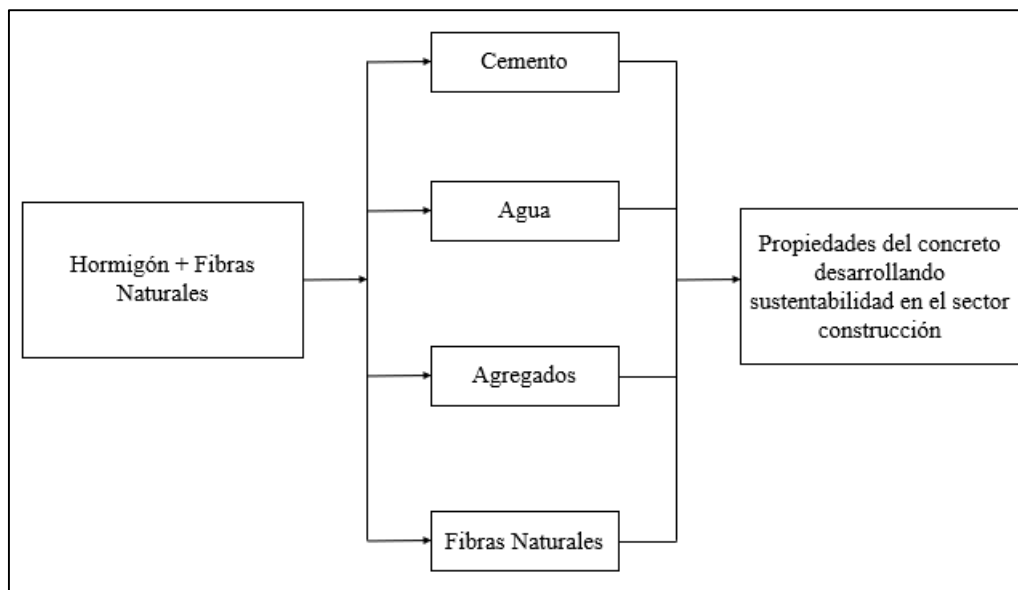 Hormigón + Fibras
Naturales
Cemento
Agua
Agregados
Fibras Naturales
Propiedades del concreto
desarrollando
sustentabilidad en el sector
construcción